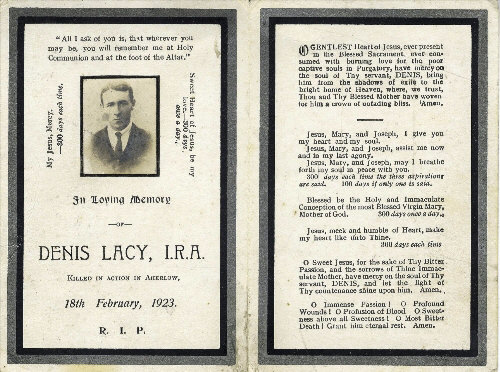 "All I ask of you is, that wherever you
may be, you will remember me at Holy
Communion and at the foot of the Altar."
My Jesus, Mercy.
—300 days each time.
Sweet Heart of Jesus, be my
love.—300 days
once a day.
In Loving Memory
—OF—
DENIS LACY, I.R.A.
KILLED IN ACTION IN AHERLOW,
18th February, 1923.
R. I. P.
O GENTLEST Heart of Jesus, ever present
in the Blessed Sacrament, ever con-
sumed with burning love for the poor
captive souls in Purgatory, have mercy on
the soul of Thy servant, DENIS, bring
him from the shadows of exile to the
bright home of Heaven, where, we trust,
Thou and Thy Blessed Mother have woven
for him a crown of unfading bliss. Amen.
Jesus, Mary, and Joseph, I give you
my heart and my soul.
Jesus, Mary, and Joseph, assist me now
and in my last agony.
Jesus, Mary, and Joseph, may I breathe
forth my soul in peace with you.
300 days each time the three aspirations
are said. 100 days if only one is said.
Blessed be the Holy and Immaculate
Conception of the most Blessed Virgin Mary,
Mother of God. 300 days once a day.
Jesus, meek and humble of Heart, make
my heart like unto Thine.
300 days each time
O Sweet Jesus, for the sake of Thy Bitter
Passion, and the sorrows of Thine Immac-
ulate Mother, have mercy on the soul of Thy
servant, DENIS, and let the light of
Thy countenance shine upon him. Amen.
O Immense Passion! O Profound
Wounds! O Profusion of Blood O Sweet-
ness above all Sweetness! O Most Bitter
Death! Grant him eternal rest. Amen.